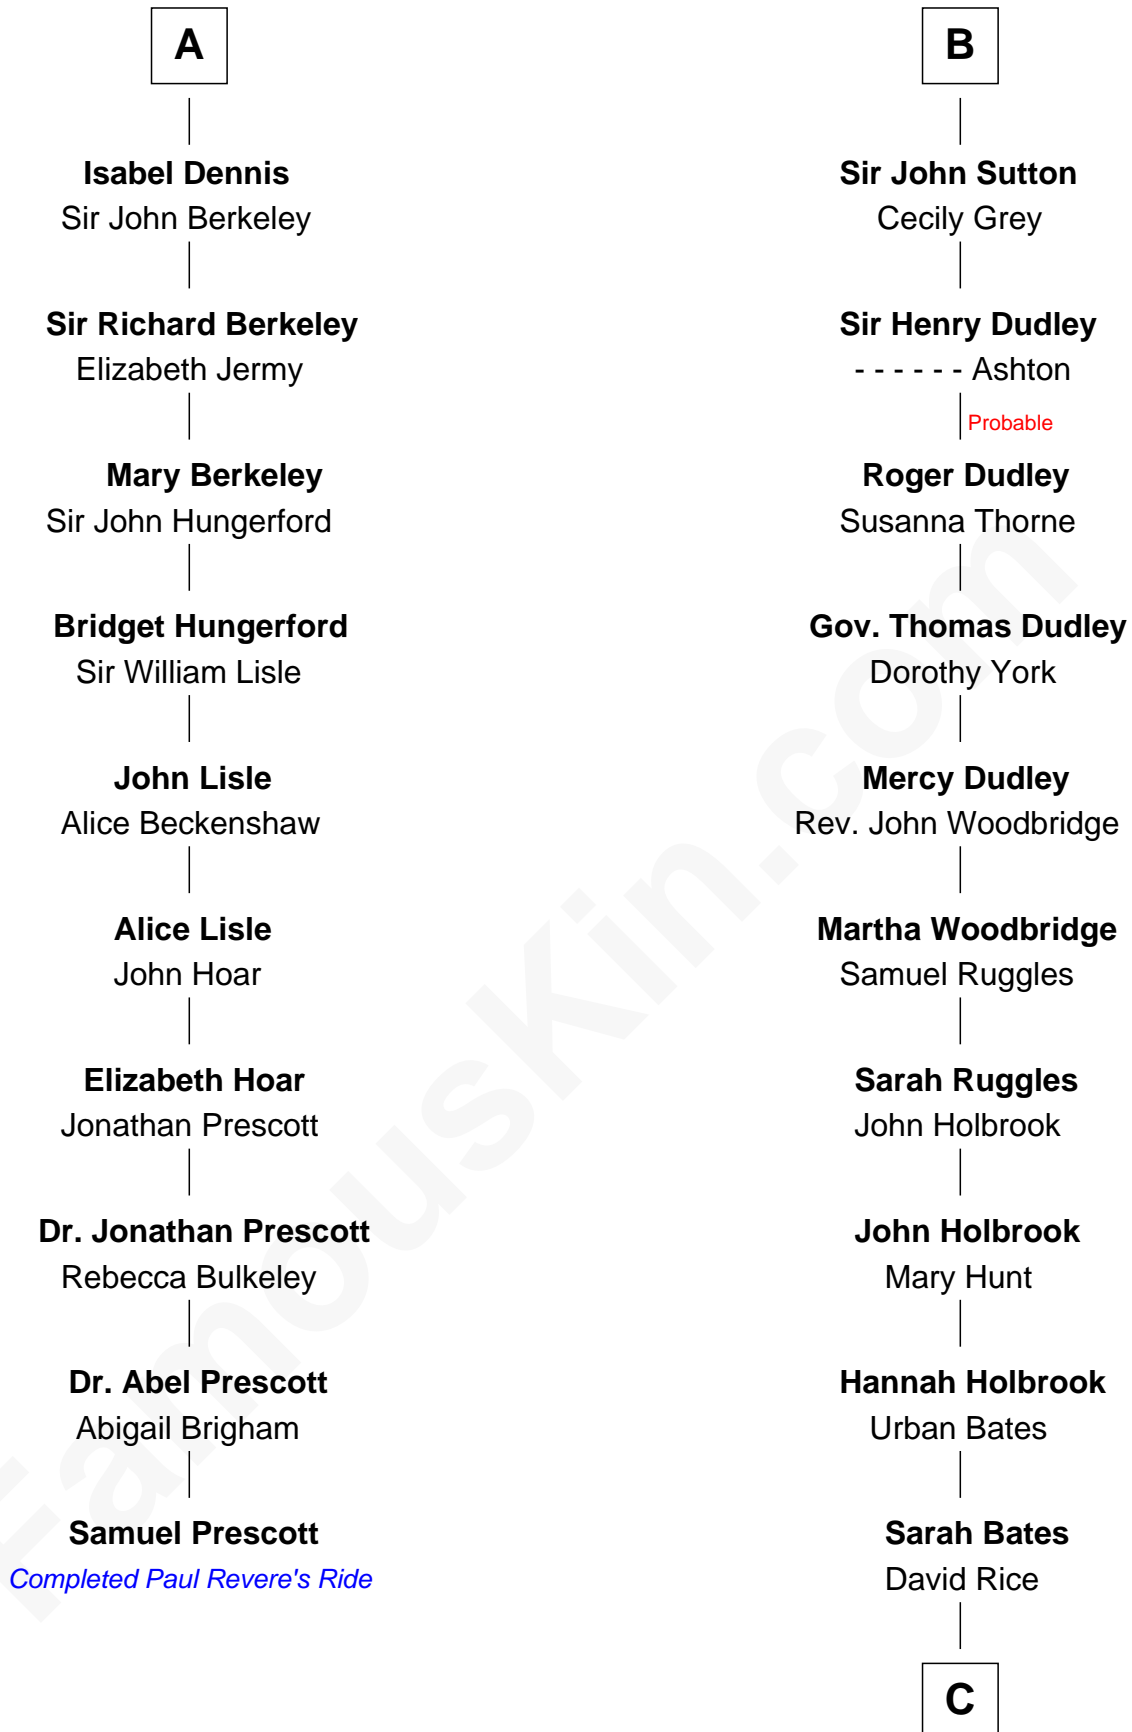 A
Isabel Dennis
Sir John Berkeley
Sir Richard Berkeley
Elizabeth Jermy
Mary Berkeley
Sir John Hungerford
Bridget Hungerford
Sir William Lisle
John Lisle
Alice Beckenshaw
Alice Lisle
John Hoar
Elizabeth Hoar
Jonathan Prescott
Dr. Jonathan Prescott
Rebecca Bulkeley
Dr. Abel Prescott
Abigail Brigham
Samuel Prescott
Completed Paul Revere's Ride
B
Sir John Sutton
Cecily Grey
Sir Henry Dudley
- - - - - - Ashton
Probable
Roger Dudley
Susanna Thorne
Gov. Thomas Dudley
Dorothy York
Mercy Dudley
Rev. John Woodbridge
Martha Woodbridge
Samuel Ruggles
Sarah Ruggles
John Holbrook
John Holbrook
Mary Hunt
Hannah Holbrook
Urban Bates
Sarah Bates
David Rice
C
FamousKin.com